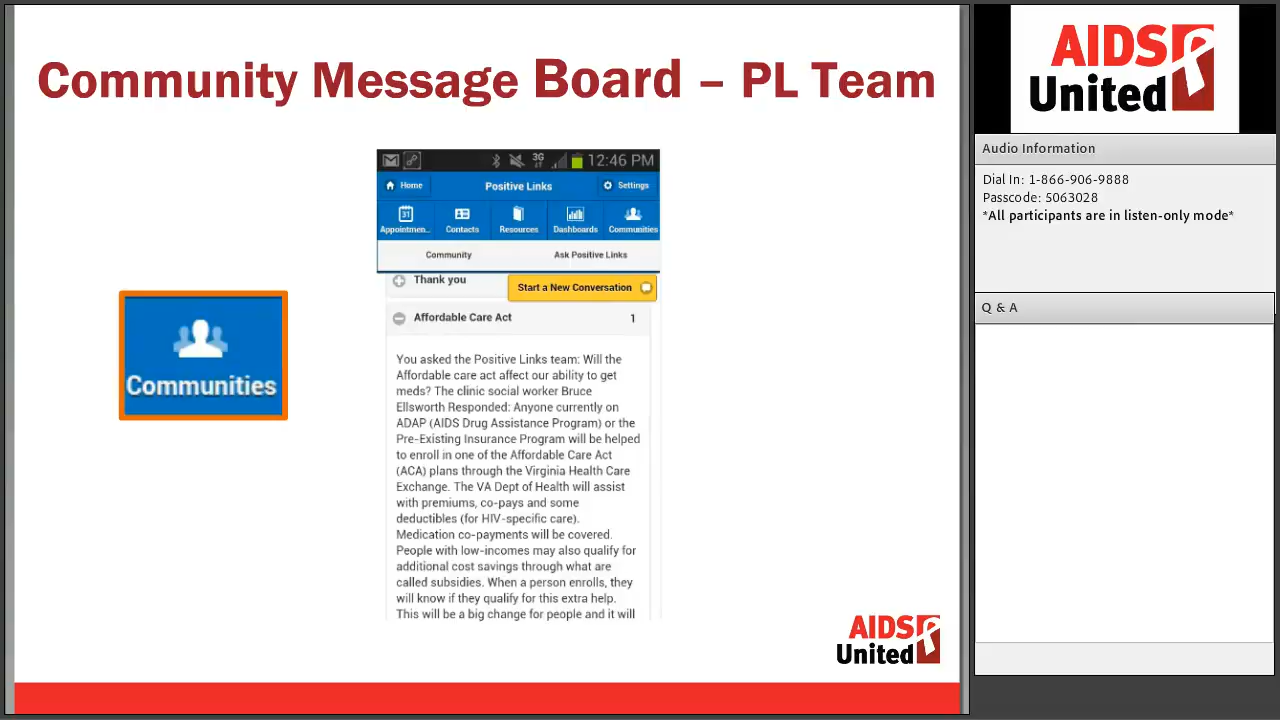 Community Message Board – PL Team
12:46 PM
3G
Home
Positive Links
Settings
31
Appointmen...
Contacts
Resources
Dashboards
Communities
Community
Ask Positive Links
Thank you
Start a New Conversation
Affordable Care Act
1
You asked the Positive Links team: Will the
Affordable care act affect our ability to get
meds? The clinic social worker Bruce
Ellsworth Responded: Anyone currently on
ADAP (AIDS Drug Assistance Program) or the
Pre-Existing Insurance Program will be helped
to enroll in one of the Affordable Care Act
(ACA) plans through the Virginia Health Care
Exchange. The VA Dept of Health will assist
with premiums, co-pays and some
deductibles (for HIV-specific care).
Medication co-payments will be covered.
People with low-incomes may also qualify for
additional cost savings through what are
called subsidies. When a person enrolls, they
will know if they qualify for this extra help.
This will be a big change for people and it will
Communities
AIDS
United
AIDS
United
Audio Information
Dial In: 1-866-906-9888
Passcode: 5063028
*All participants are in listen-only mode*
Q & A